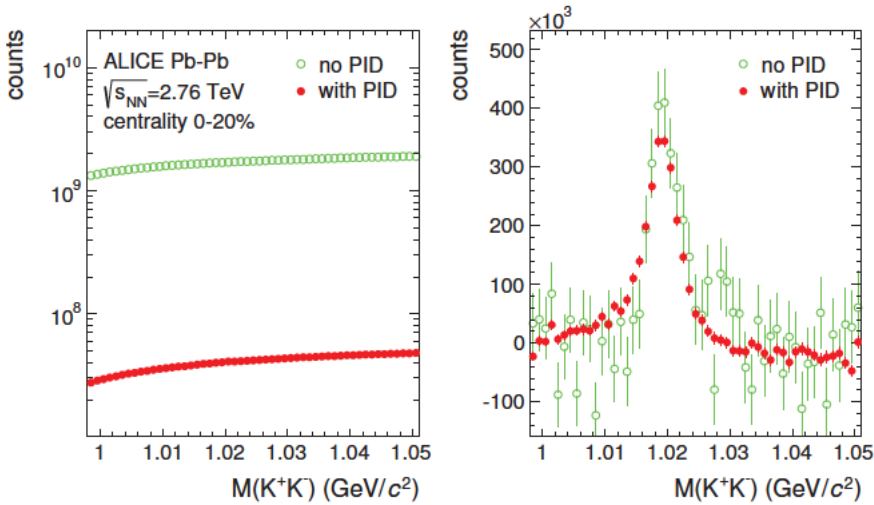 counts
10¹⁰
10⁹
10⁸
ALICE Pb-Pb
√s_NN=2.76 TeV
centrality 0-20%
no PID
with PID
1 1.01 1.02 1.03 1.04 1.05
M(K⁺K⁻) (GeV/c²)
counts
×10³
500
400
300
200
100
0
-100
no PID
with PID
1 1.01 1.02 1.03 1.04 1.05
M(K⁺K⁻) (GeV/c²)